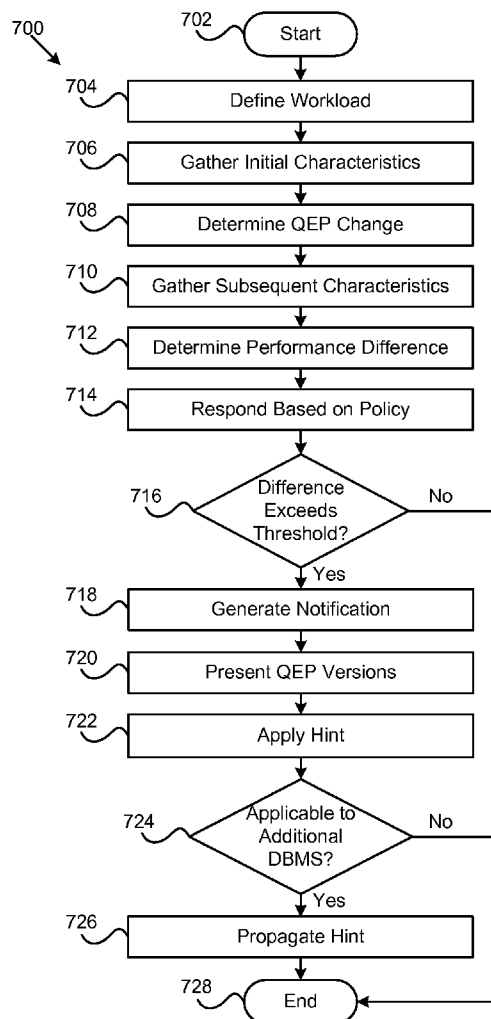 700
702
Start
704
Define Workload
706
Gather Initial Characteristics
708
Determine QEP Change
710
Gather Subsequent Characteristics
712
Determine Performance Difference
714
Respond Based on Policy
716
Difference
Exceeds
Threshold?
No
Yes
718
Generate Notification
720
Present QEP Versions
722
Apply Hint
724
Applicable to
Additional
DBMS?
No
Yes
726
Propagate Hint
728
End